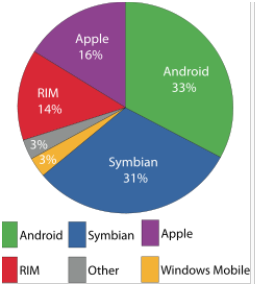 Apple
16%
Android
33%
RIM
14%
3%
3%
Symbian
31%
Android Symbian Apple
RIM Other Windows Mobile